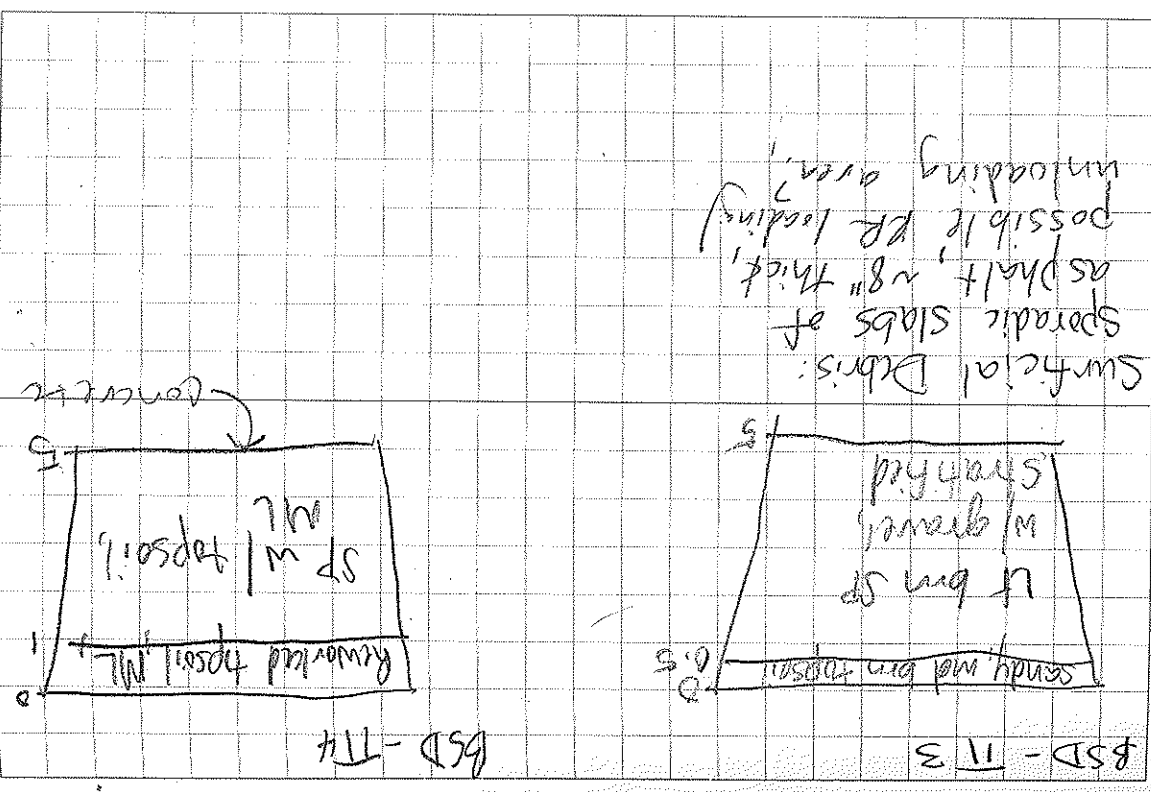 BSD - TT 3
0
sandy, md brn topsoil
0.5
Lt brn SP
w/ gravel,
stratified
5
Surficial Debris:
sporadic slabs of
asphalt, ~8" thick,
possible RR loading/
unloading area?
BSD - TT4
0
Reworked topsoil, ML
1
SP w/ topsoil,
ML
5
concrete